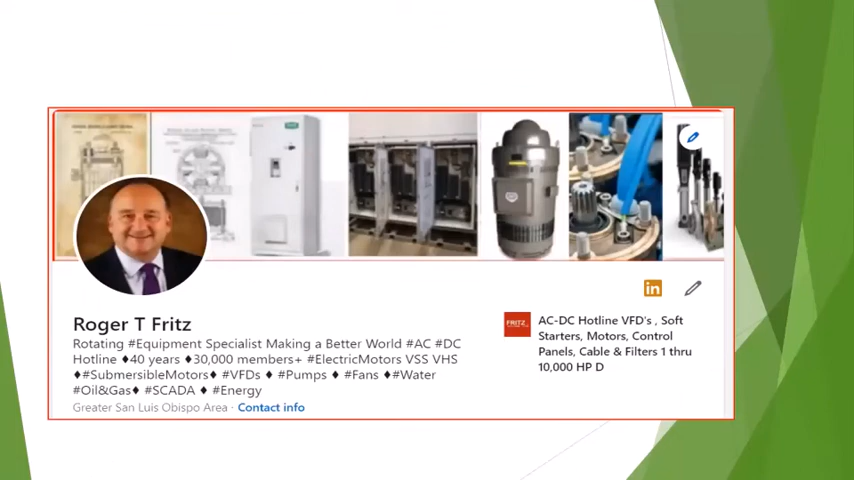 Roger T Fritz
Rotating #Equipment Specialist Making a Better World #AC #DC
Hotline ♦40 years ♦30,000 members+ #ElectricMotors VSS VHS
♦#SubmersibleMotors♦ #VFDs ♦ #Pumps ♦ #Fans ♦#Water
#Oil&Gas♦ #SCADA ♦ #Energy
Greater San Luis Obispo Area · Contact info
in
FRITZ
AC-DC Hotline VFD's , Soft
Starters, Motors, Control
Panels, Cable & Filters 1 thru
10,000 HP D